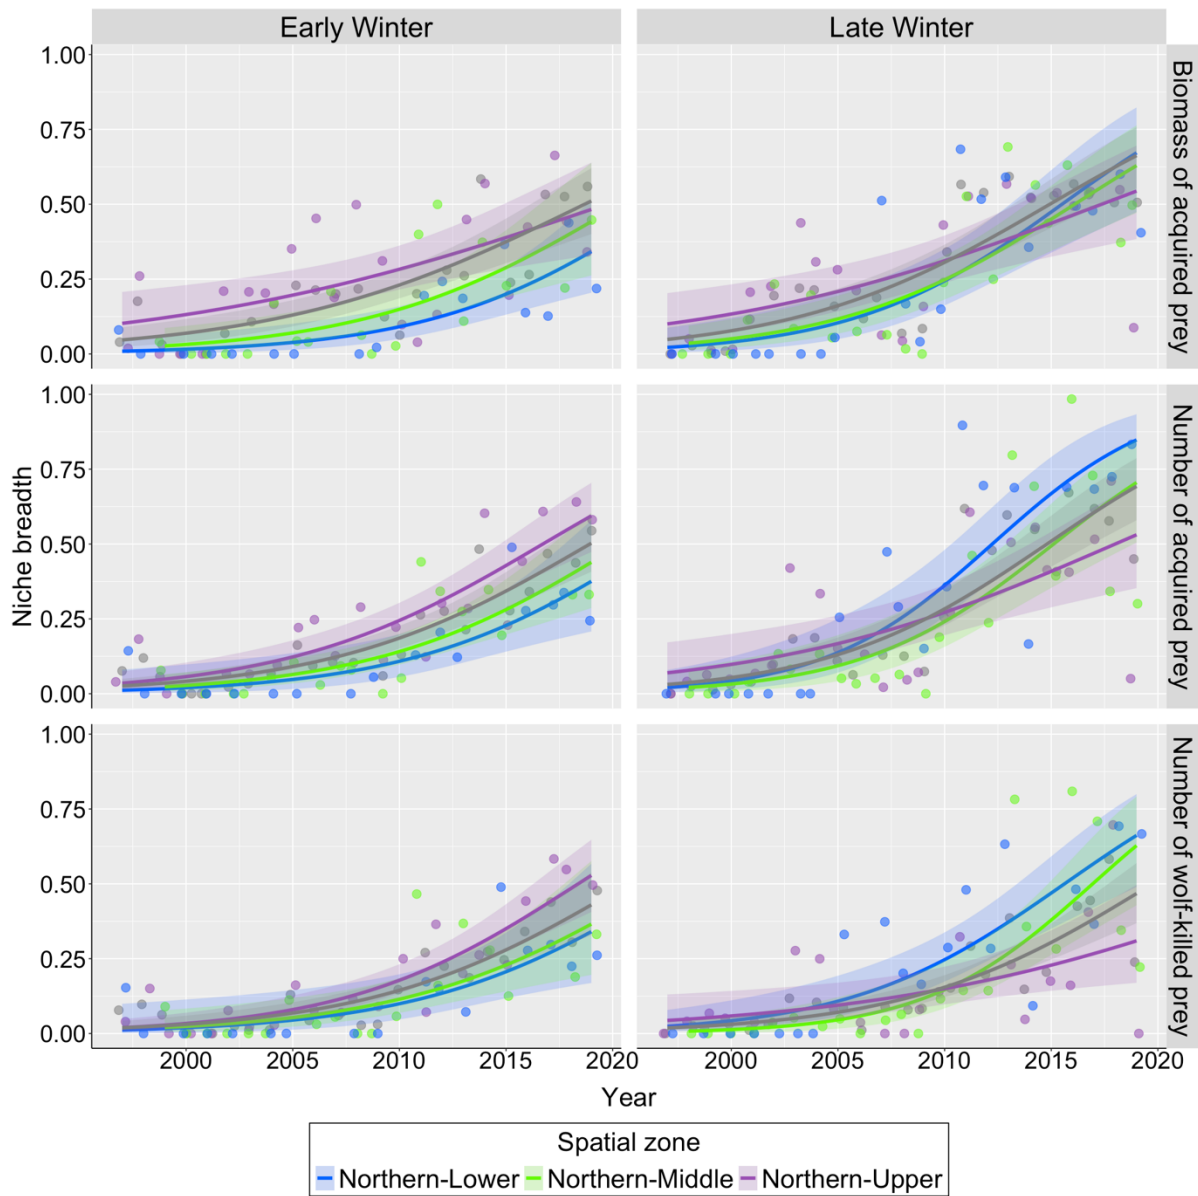 Early Winter
Late Winter
1.00
0.75
0.50
0.25
0.00
Biomass of acquired prey
1.00
0.75
0.50
0.25
0.00
Number of acquired prey
1.00
0.75
0.50
0.25
0.00
Number of wolf-killed prey
Niche breadth
2000 2005 2010 2015 2020
2000 2005 2010 2015 2020
Year
Spatial zone
Northern-Lower Northern-Middle Northern-Upper